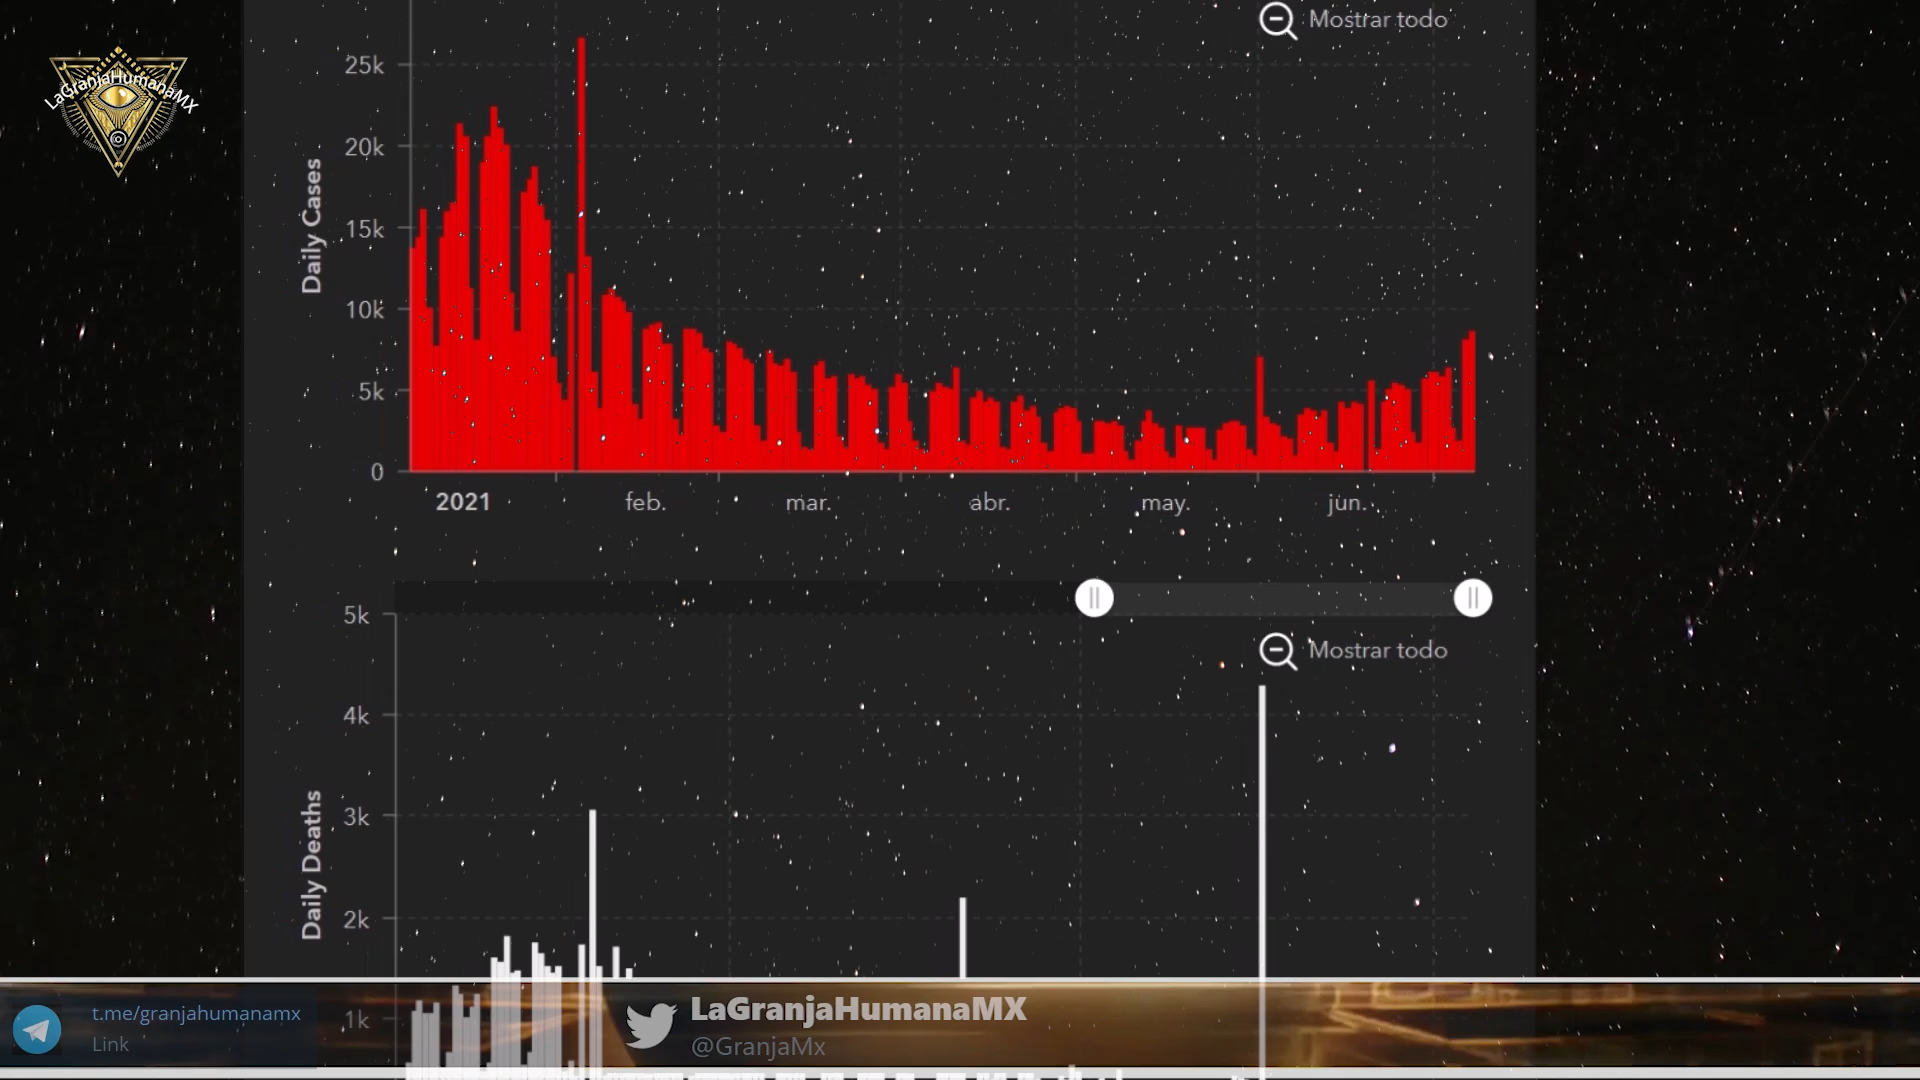 LaGranjaHumanaMX
Mostrar todo
25k
20k
15k
10k
5k
0
Daily Cases
2021
feb.
mar.
abr.
may.
jun.
Mostrar todo
5k
4k
3k
2k
1k
Daily Deaths
t.me/granjahumanamx
Link
LaGranjaHumanaMX
@GranjaMx